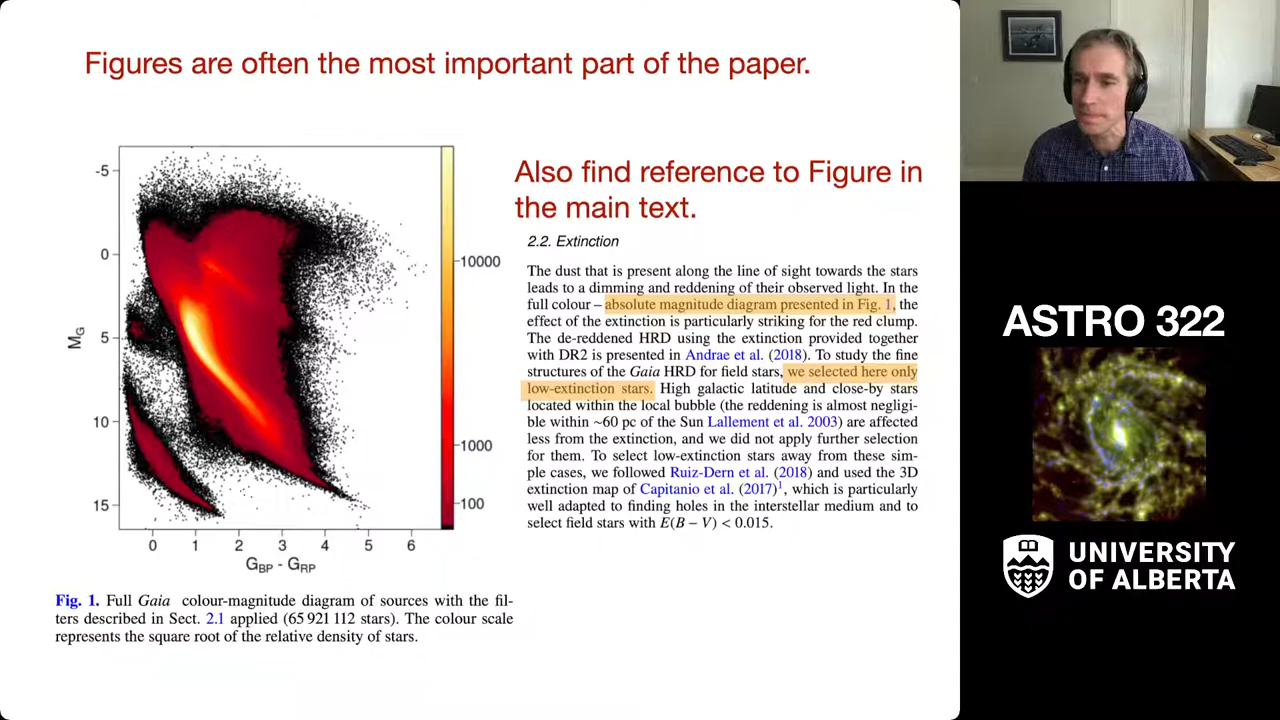 Figures are often the most important part of the paper.
-5
0
5
10
15
M_G
0 1 2 3 4 5 6
G_BP - G_RP
10000
1000
100
Fig. 1. Full Gaia colour-magnitude diagram of sources with the fil-
ters described in Sect. 2.1 applied (65 921 112 stars). The colour scale
represents the square root of the relative density of stars.
Also find reference to Figure in
the main text.
2.2. Extinction
The dust that is present along the line of sight towards the stars
leads to a dimming and reddening of their observed light. In the
full colour – absolute magnitude diagram presented in Fig. 1, the
effect of the extinction is particularly striking for the red clump.
The de-reddened HRD using the extinction provided together
with DR2 is presented in Andrae et al. (2018). To study the fine
structures of the Gaia HRD for field stars, we selected here only
low-extinction stars. High galactic latitude and close-by stars
located within the local bubble (the reddening is almost negligi-
ble within ~60 pc of the Sun Lallement et al. 2003) are affected
less from the extinction, and we did not apply further selection
for them. To select low-extinction stars away from these sim-
ple cases, we followed Ruiz-Dern et al. (2018) and used the 3D
extinction map of Capitanio et al. (2017)¹, which is particularly
well adapted to finding holes in the interstellar medium and to
select field stars with E(B − V) < 0.015.
ASTRO 322
UNIVERSITY
OF ALBERTA